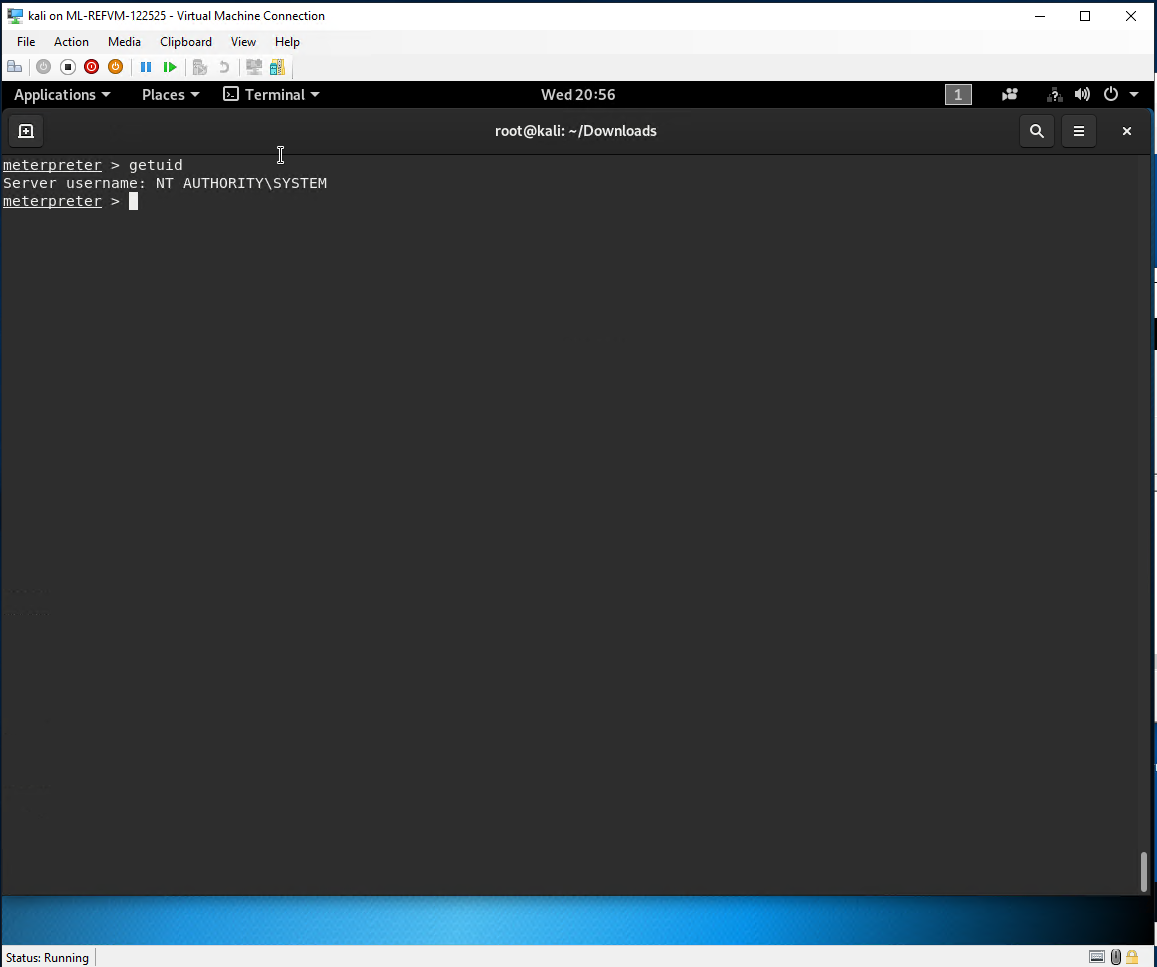 kali on ML-REFVM-122525 - Virtual Machine Connection
File Action Media Clipboard View Help
Applications Places Terminal Wed 20:56 1
root@kali: ~/Downloads
meterpreter > getuid
Server username: NT AUTHORITY\SYSTEM
meterpreter >
Status: Running